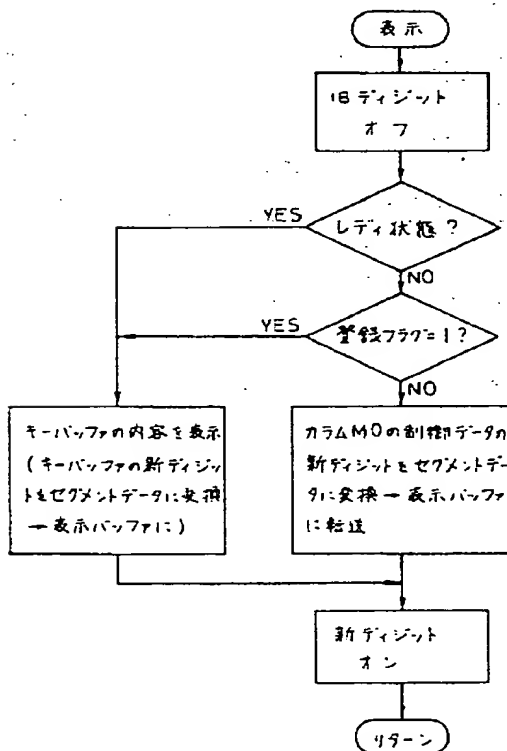 表示
旧ディジット
オフ
レディ状態?
YES
NO
登録フラグ=1?
YES
NO
キーバッファの内容を表示
(キーバッファの新ディジッ
トをセグメントデータに変換
→表示バッファに)
カラムMOの制御データの
新ディジットをセグメントデー
タに変換→表示バッファ
に転送
新ディジット
オン
リターン